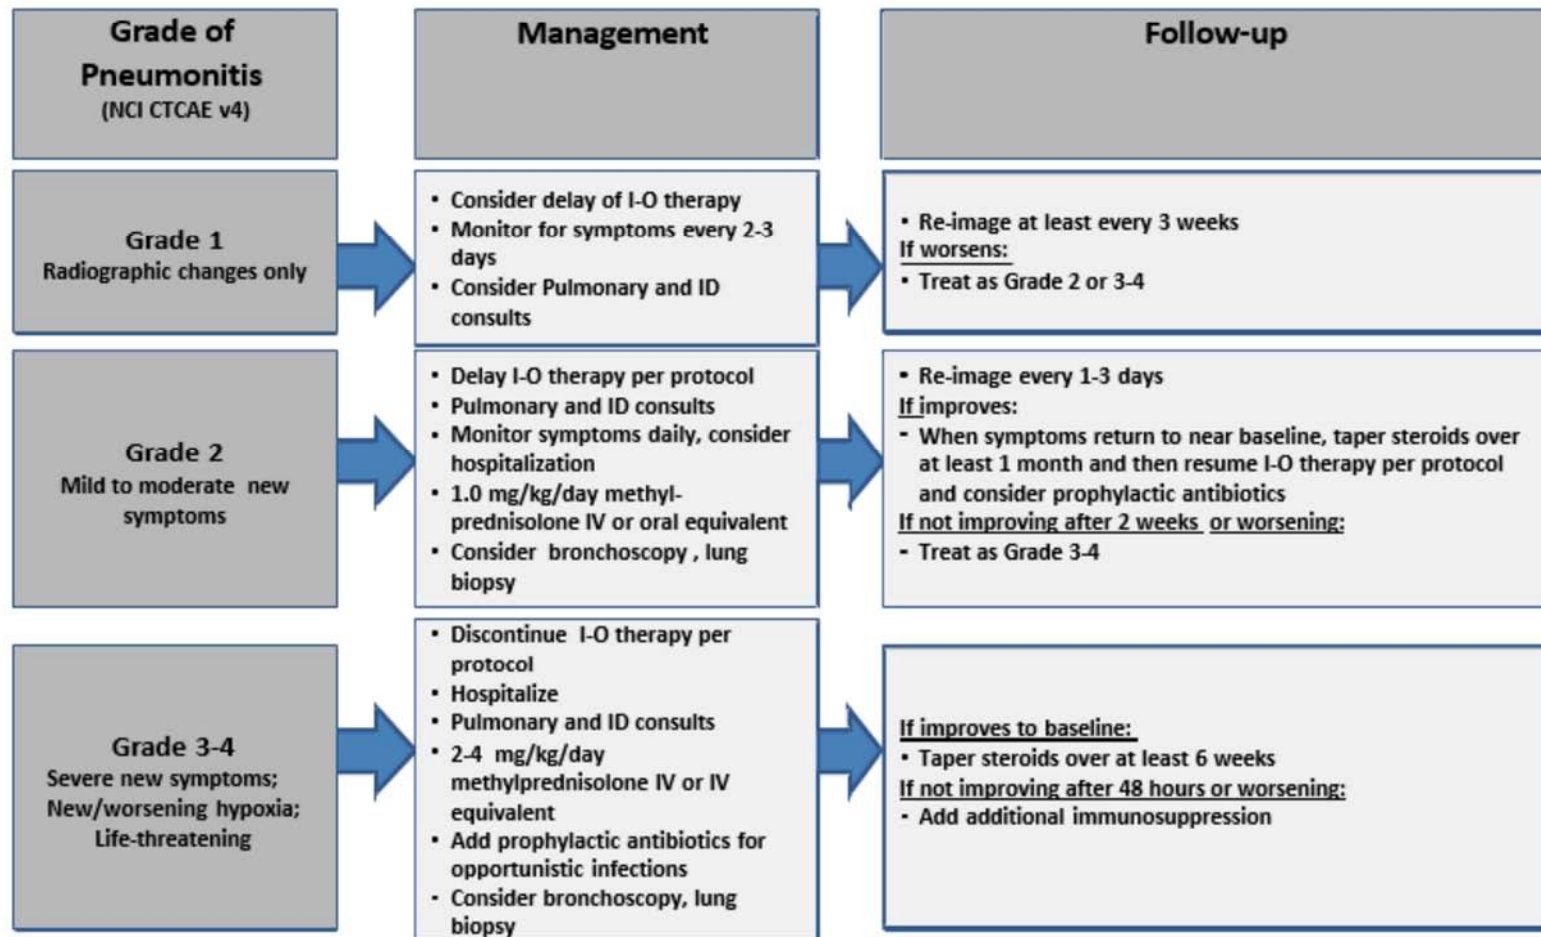 Grade of
Pneumonitis
(NCI CTCAE v4)
Management
Follow-up
Grade 1
Radiographic changes only
• Consider delay of I-O therapy
• Monitor for symptoms every 2-3
days
• Consider Pulmonary and ID
consults
• Re-image at least every 3 weeks
If worsens:
• Treat as Grade 2 or 3-4
Grade 2
Mild to moderate new
symptoms
• Delay I-O therapy per protocol
• Pulmonary and ID consults
• Monitor symptoms daily, consider
hospitalization
• 1.0 mg/kg/day methyl-
prednisolone IV or oral equivalent
• Consider bronchoscopy , lung
biopsy
• Re-image every 1-3 days
If improves:
- When symptoms return to near baseline, taper steroids over
at least 1 month and then resume I-O therapy per protocol
and consider prophylactic antibiotics
If not improving after 2 weeks or worsening:
- Treat as Grade 3-4
Grade 3-4
Severe new symptoms;
New/worsening hypoxia;
Life-threatening
• Discontinue I-O therapy per
protocol
• Hospitalize
• Pulmonary and ID consults
• 2-4 mg/kg/day
methylprednisolone IV or IV
equivalent
• Add prophylactic antibiotics for
opportunistic infections
- Consider bronchoscopy, lung
biopsy
If improves to baseline:
• Taper steroids over at least 6 weeks
If not improving after 48 hours or worsening:
- Add additional immunosuppression